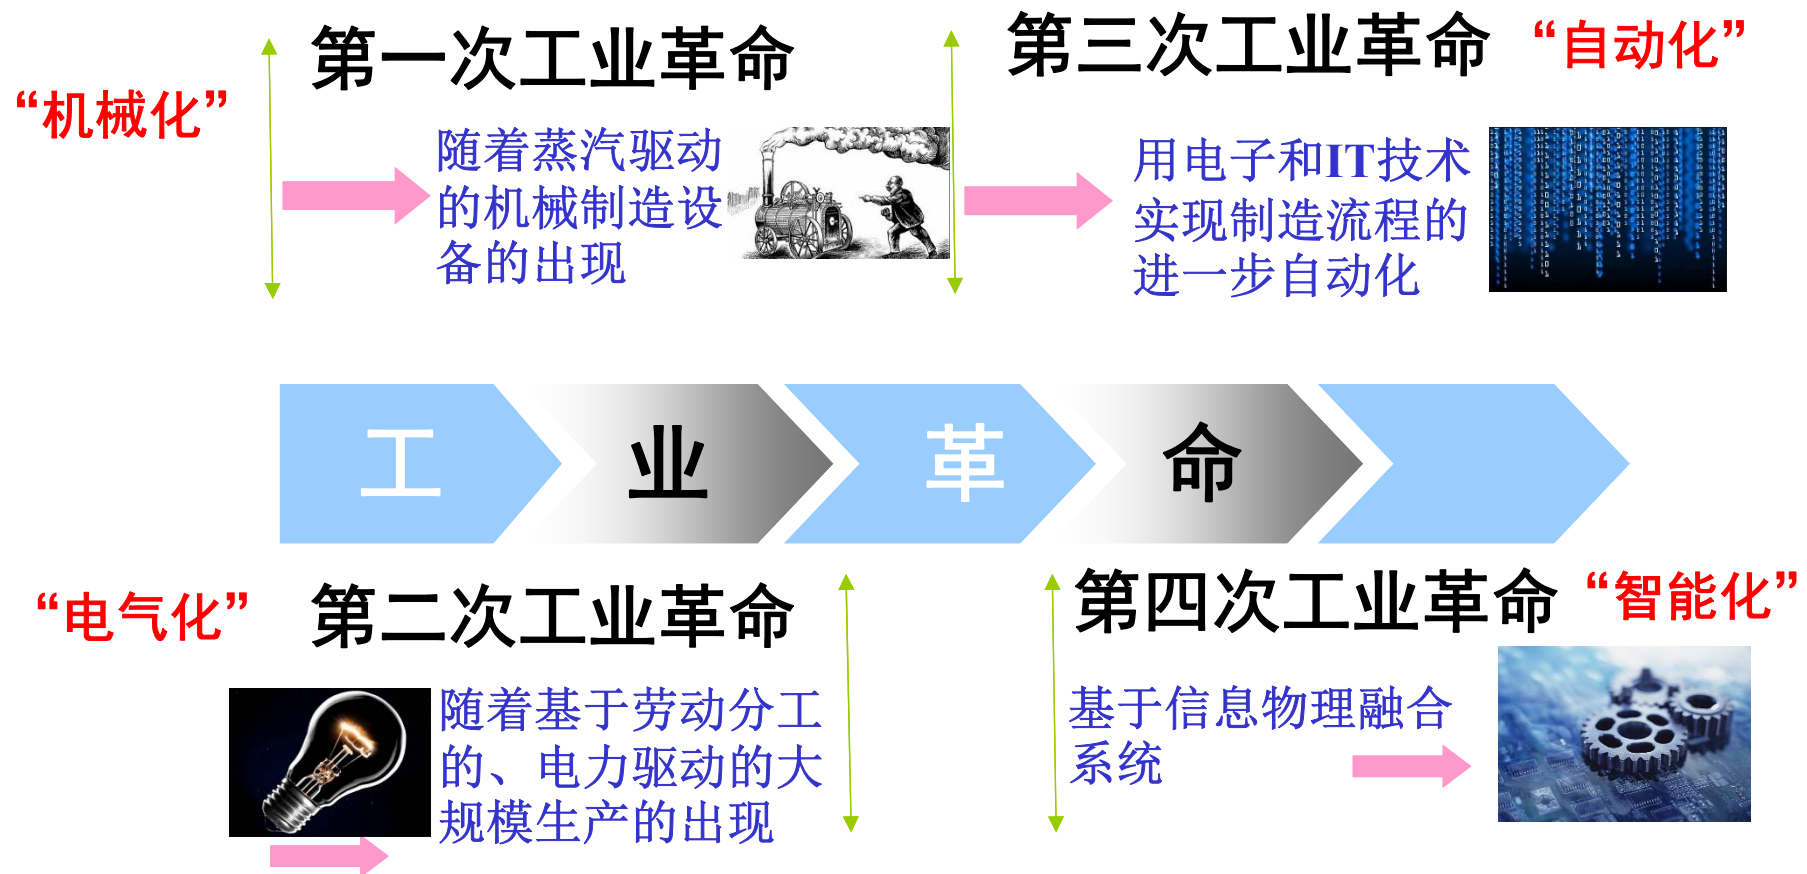 “机械化”
第一次工业革命
随着蒸汽驱动
的机械制造设
备的出现
第三次工业革命
“自动化”
用电子和IT技术
实现制造流程的
进一步自动化
工 业 革 命
“电气化”
第二次工业革命
随着基于劳动分工
的、电力驱动的大
规模生产的出现
第四次工业革命
“智能化”
基于信息物理融合
系统